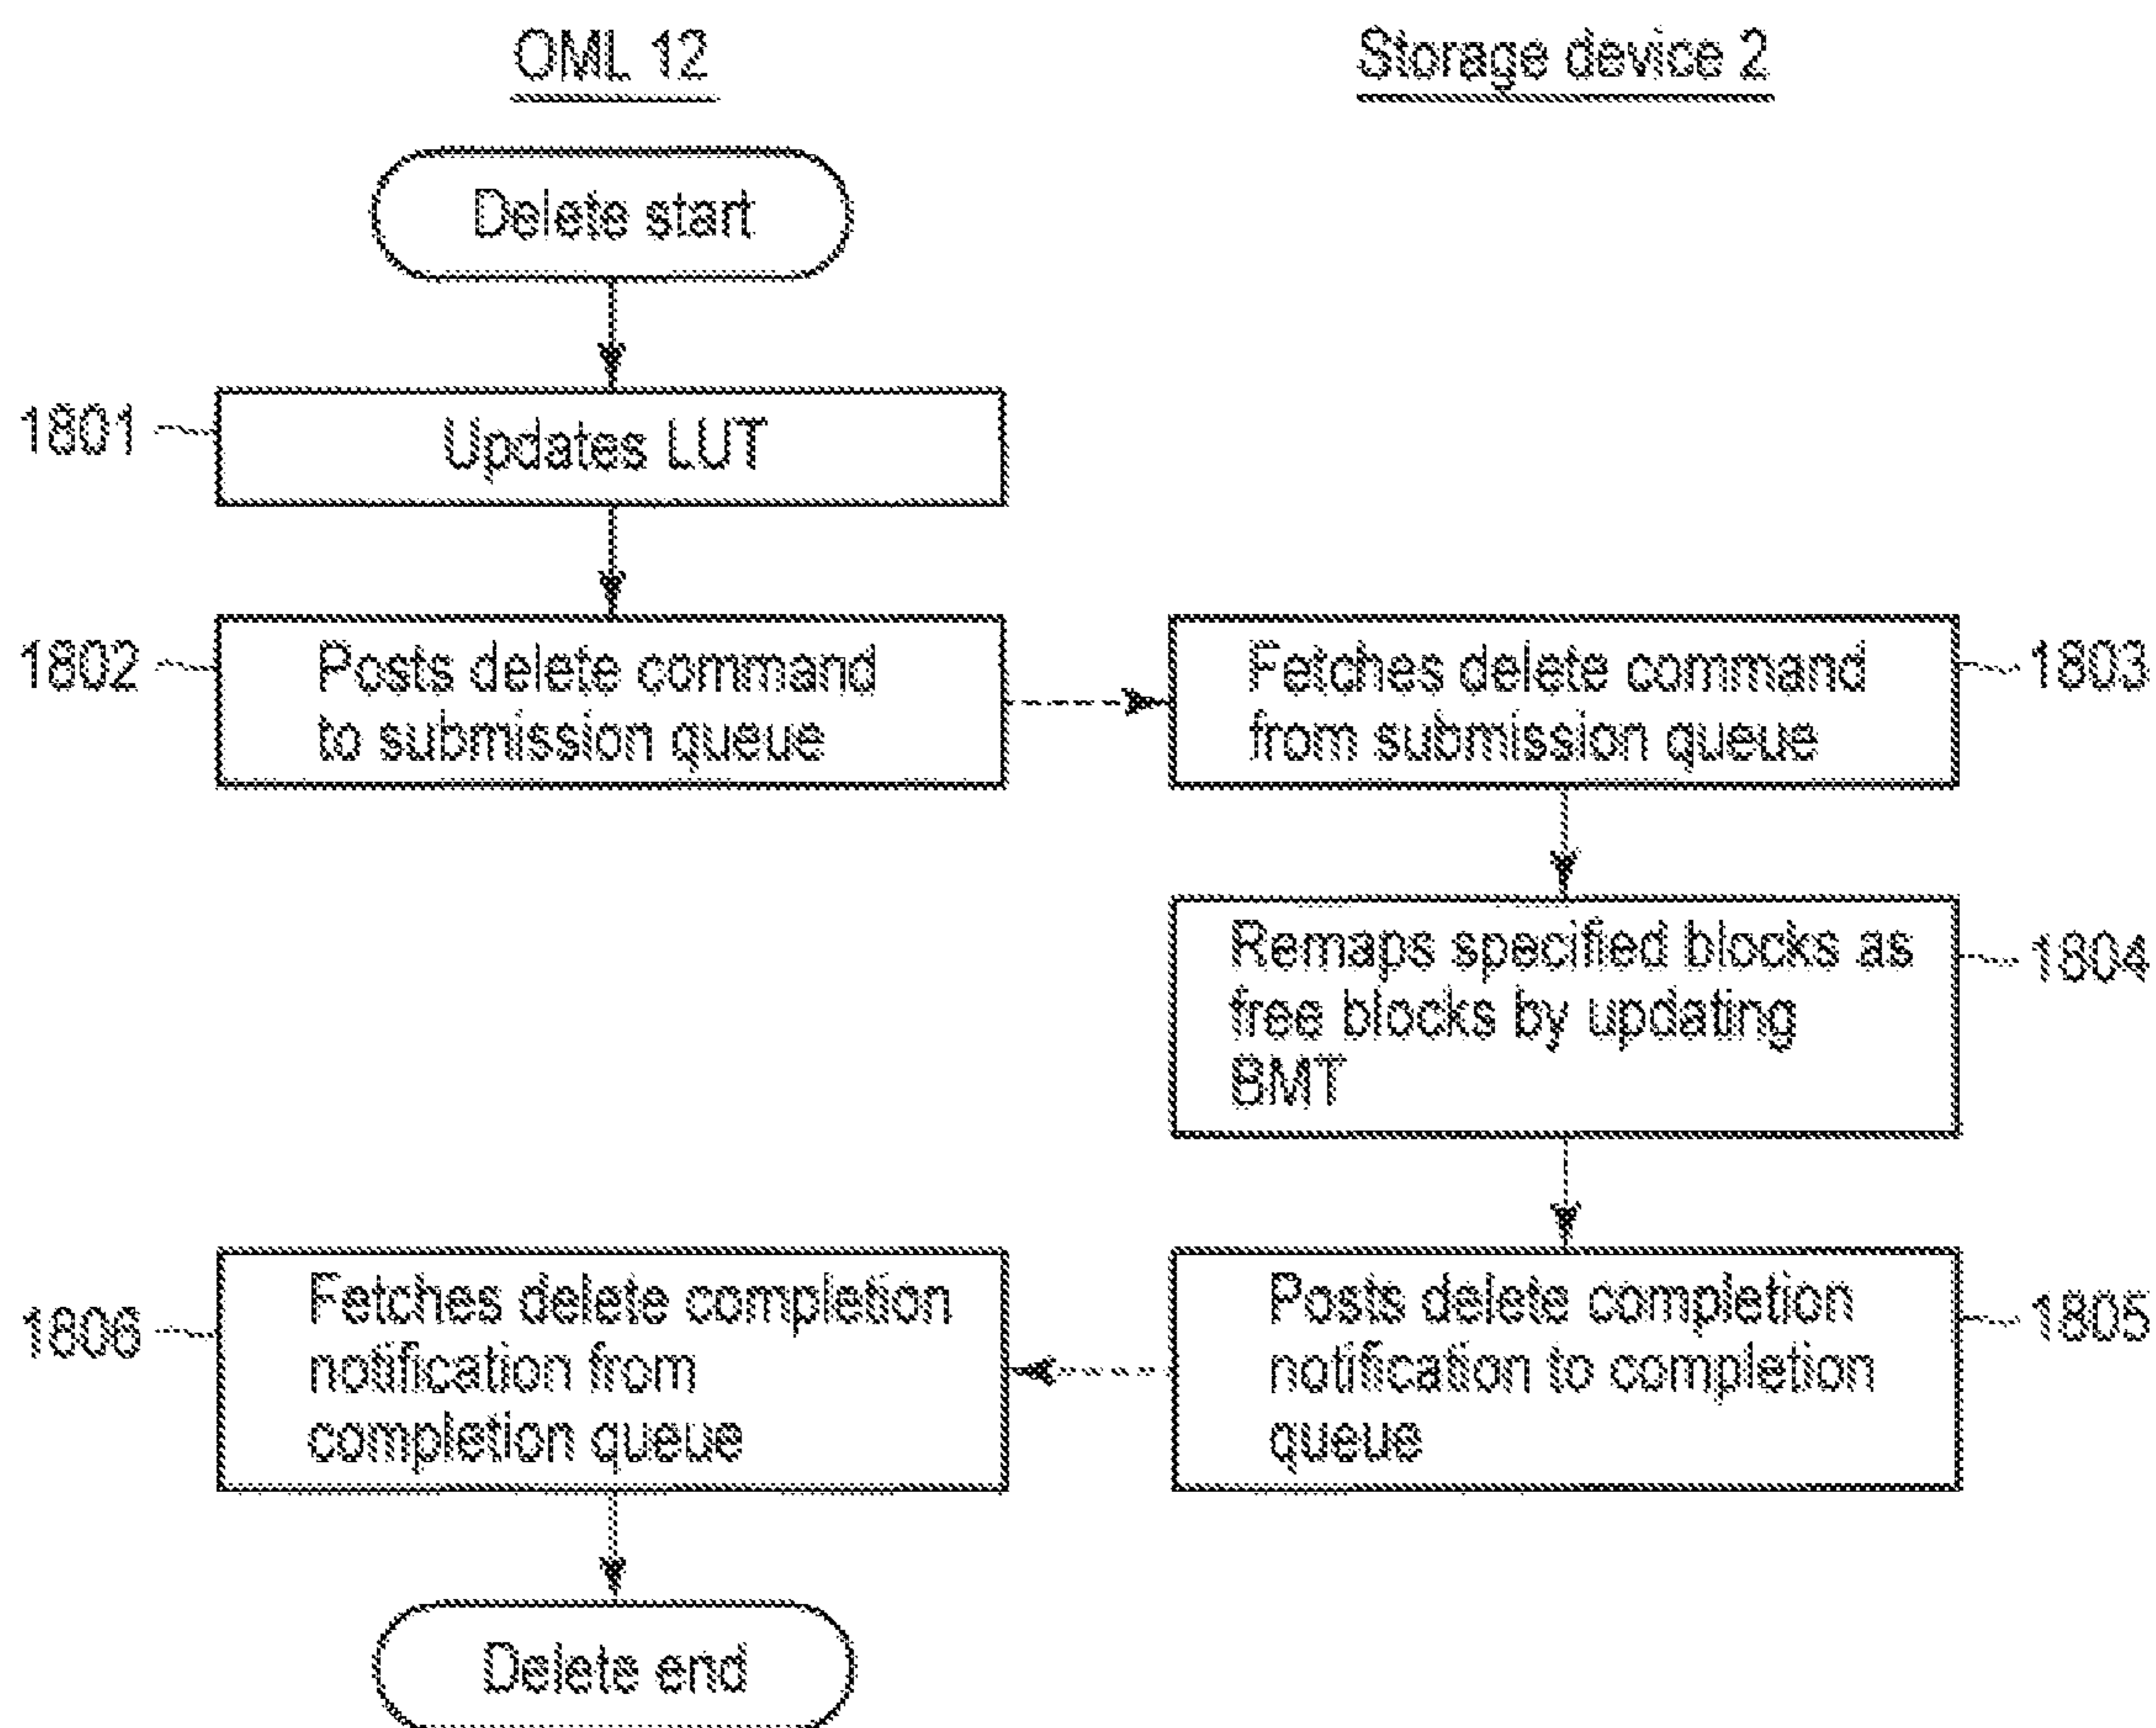 OML 12
Storage device 2
Delete start
1801
Updates LUT
1802
Posts delete command
to submission queue
Fetches delete command
from submission queue
1803
Remaps specified blocks as
free blocks by updating
BMT
1804
Fetches delete completion
notification from
completion queue
1806
Posts delete completion
notification to completion
queue
1805
Delete end